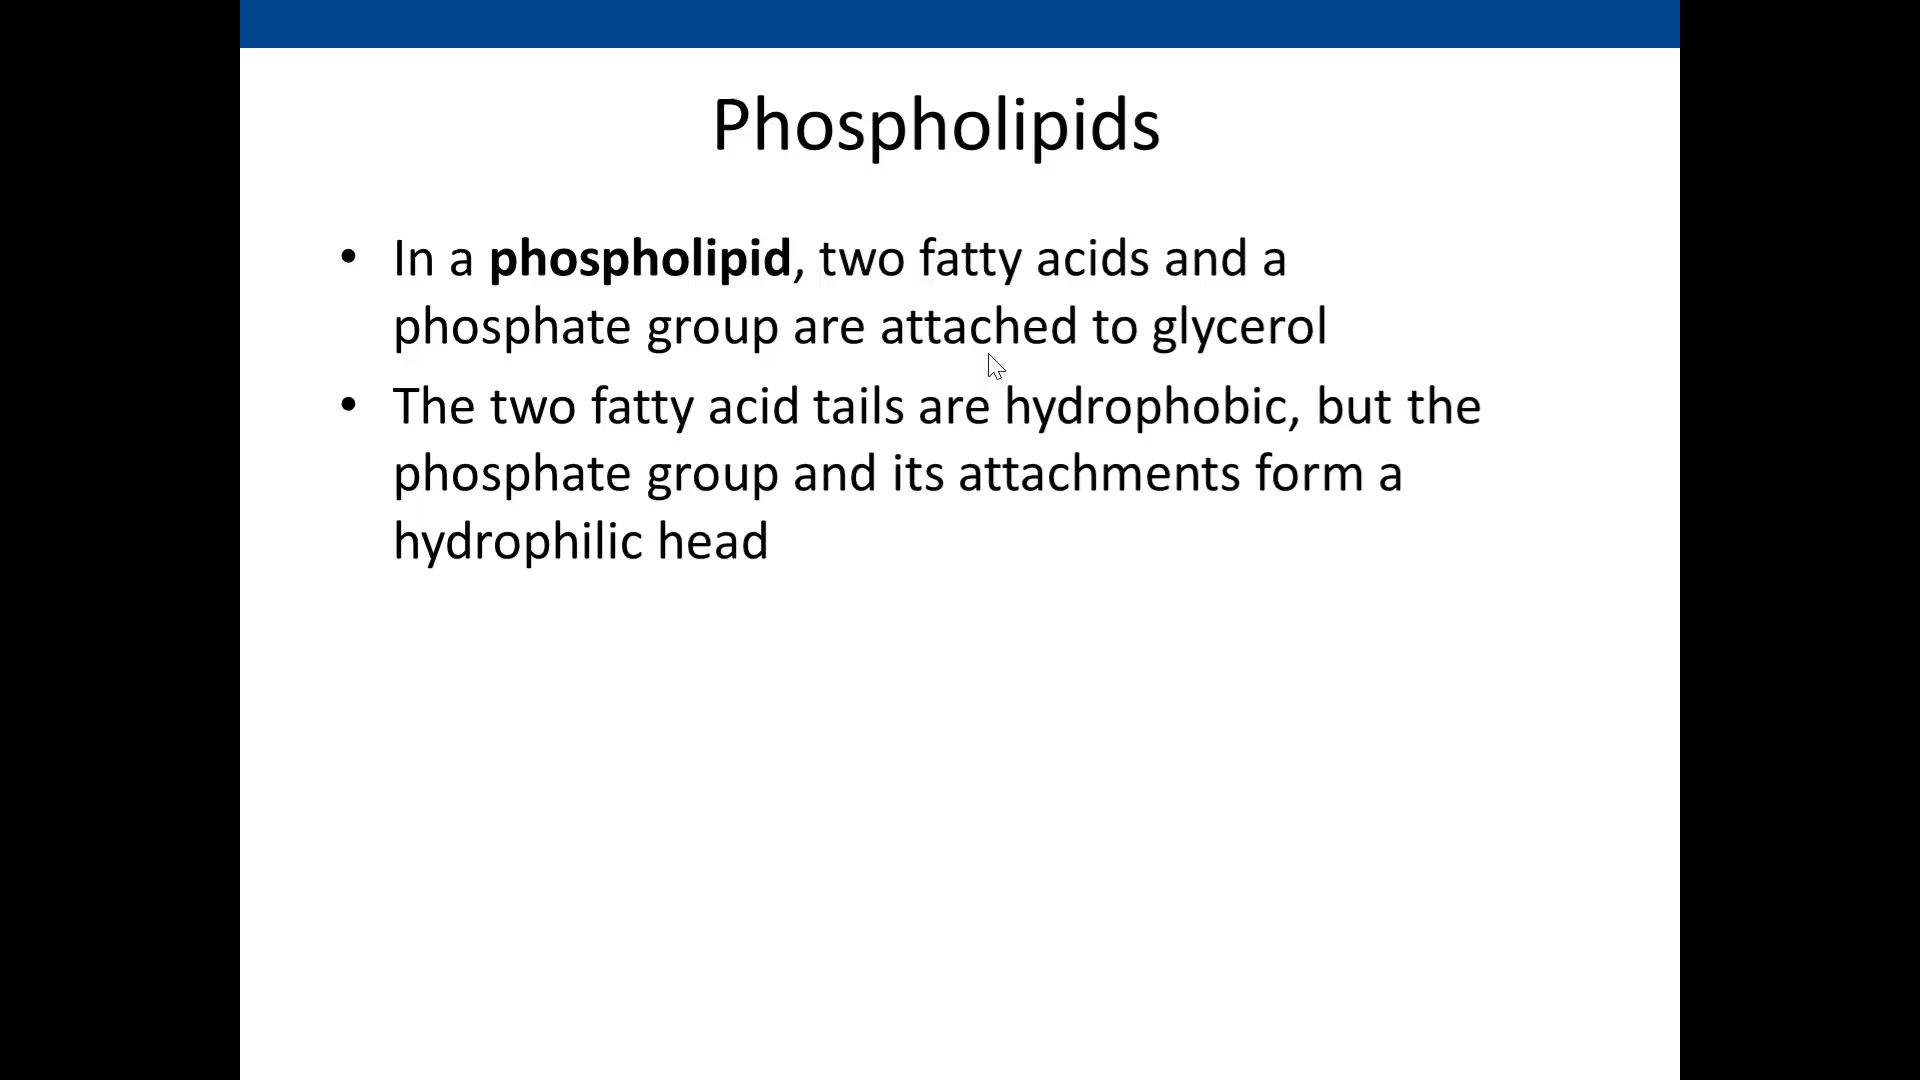 Phospholipids
• In a phospholipid, two fatty acids and a
phosphate group are attached to glycerol
• The two fatty acid tails are hydrophobic, but the
phosphate group and its attachments form a
hydrophilic head